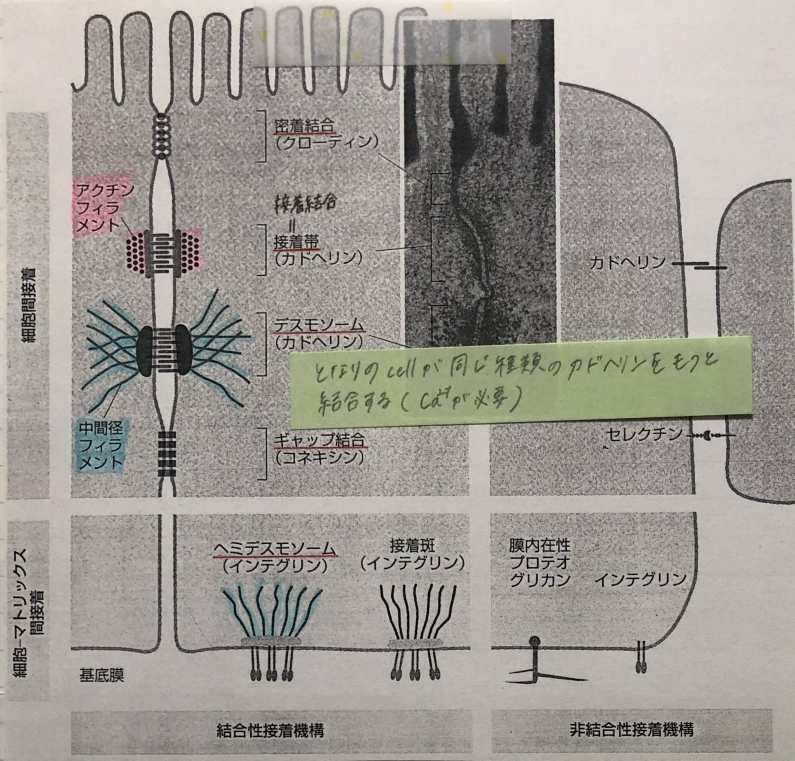 細胞間接着
密着結合
(クローディン)
アクチン
フィラ
メント
接着結合
=
接着帯
(カドヘリン)
デスモソーム
(カドヘリン)
となりのcellが同じ種類のカドヘリンをもつと
結合する(Ca²⁺が必要)
中間径
フィラ
メント
ギャップ結合
(コネキシン)
カドヘリン
セレクチン
細胞-マトリックス
間接着
ヘミデスモソーム
(インテグリン)
接着斑
(インテグリン)
膜内在性
プロテオ
グリカン
インテグリン
基底膜
結合性接着機構
非結合性接着機構